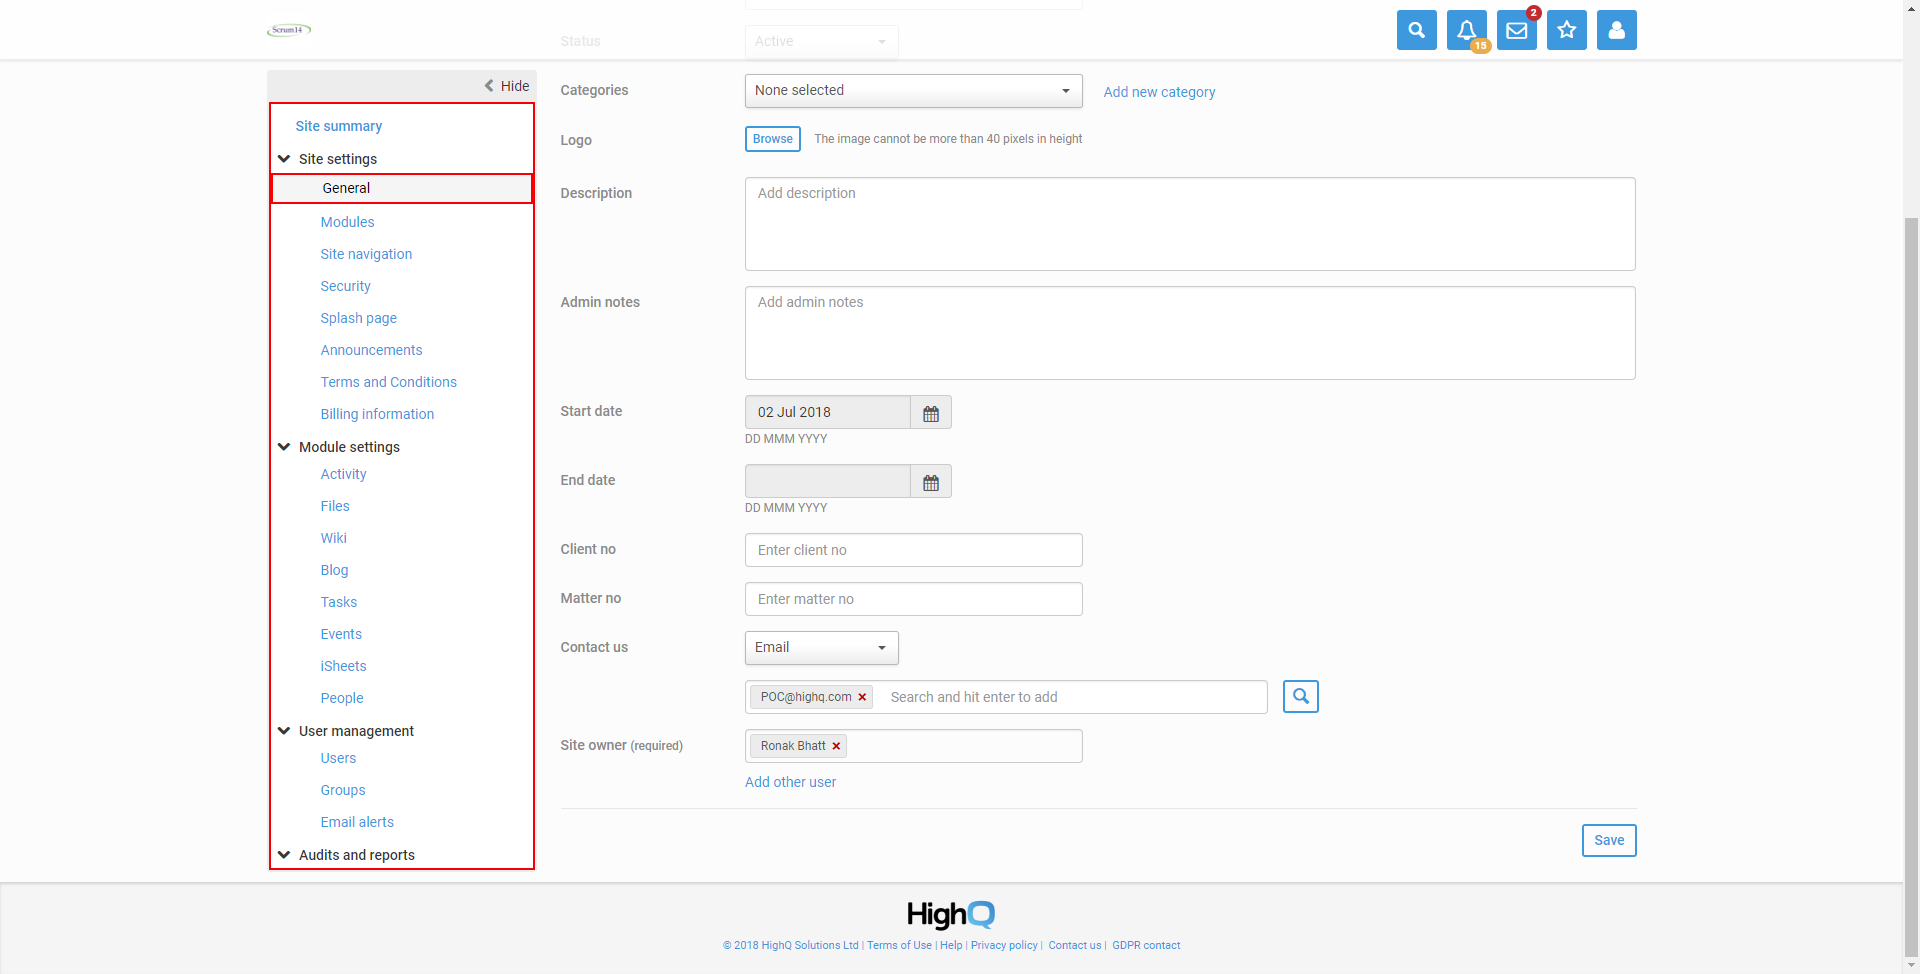 Scrum14
2
15
Status
Active
Hide
Site summary
Site settings
General
Modules
Site navigation
Security
Splash page
Announcements
Terms and Conditions
Billing information
Module settings
Activity
Files
Wiki
Blog
Tasks
Events
iSheets
People
User management
Users
Groups
Email alerts
Audits and reports
Categories
None selected
Add new category
Logo
Browse The image cannot be more than 40 pixels in height
Description
Add description
Admin notes
Add admin notes
Start date
02 Jul 2018
DD MMM YYYY
End date
DD MMM YYYY
Client no
Enter client no
Matter no
Enter matter no
Contact us
Email
POC@highq.com × Search and hit enter to add
Site owner (required)
Ronak Bhatt ×
Add other user
Save
HighQ
© 2018 HighQ Solutions Ltd | Terms of Use | Help | Privacy policy | Contact us | GDPR contact